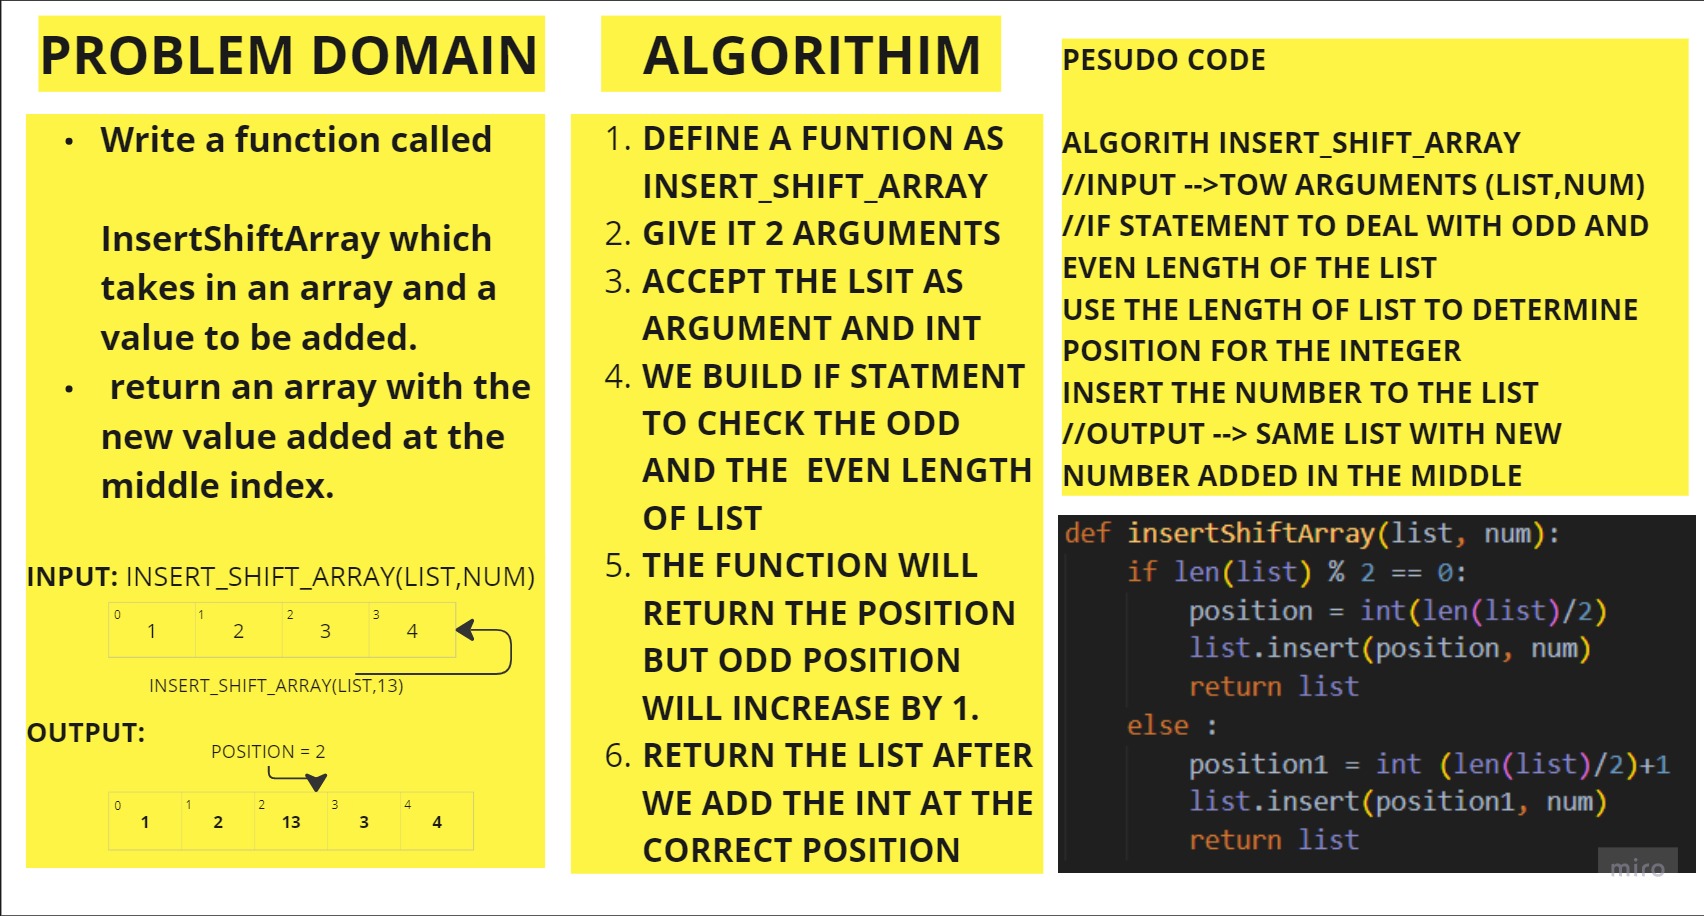 PROBLEM DOMAIN
• Write a function called
InsertShiftArray which
takes in an array and a
value to be added.
• return an array with the
new value added at the
middle index.
INPUT: INSERT_SHIFT_ARRAY(LIST,NUM)
0 1 2 3
1 2 3 4
INSERT_SHIFT_ARRAY(LIST,13)
OUTPUT:
POSITION = 2
0 1 2 3 4
1 2 13 3 4
ALGORITHIM
1. DEFINE A FUNTION AS
INSERT_SHIFT_ARRAY
2. GIVE IT 2 ARGUMENTS
3. ACCEPT THE LSIT AS
ARGUMENT AND INT
4. WE BUILD IF STATMENT
TO CHECK THE ODD
AND THE EVEN LENGTH
OF LIST
5. THE FUNCTION WILL
RETURN THE POSITION
BUT ODD POSITION
WILL INCREASE BY 1.
6. RETURN THE LIST AFTER
WE ADD THE INT AT THE
CORRECT POSITION
PESUDO CODE
ALGORITH INSERT_SHIFT_ARRAY
//INPUT -->TOW ARGUMENTS (LIST,NUM)
//IF STATEMENT TO DEAL WITH ODD AND
EVEN LENGTH OF THE LIST
USE THE LENGTH OF LIST TO DETERMINE
POSITION FOR THE INTEGER
INSERT THE NUMBER TO THE LIST
//OUTPUT --> SAME LIST WITH NEW
NUMBER ADDED IN THE MIDDLE
def insertShiftArray(list, num):
if len(list) % 2 == 0:
position = int(len(list)/2)
list.insert(position, num)
return list
else :
position1 = int (len(list)/2)+1
list.insert(position1, num)
return list
miro